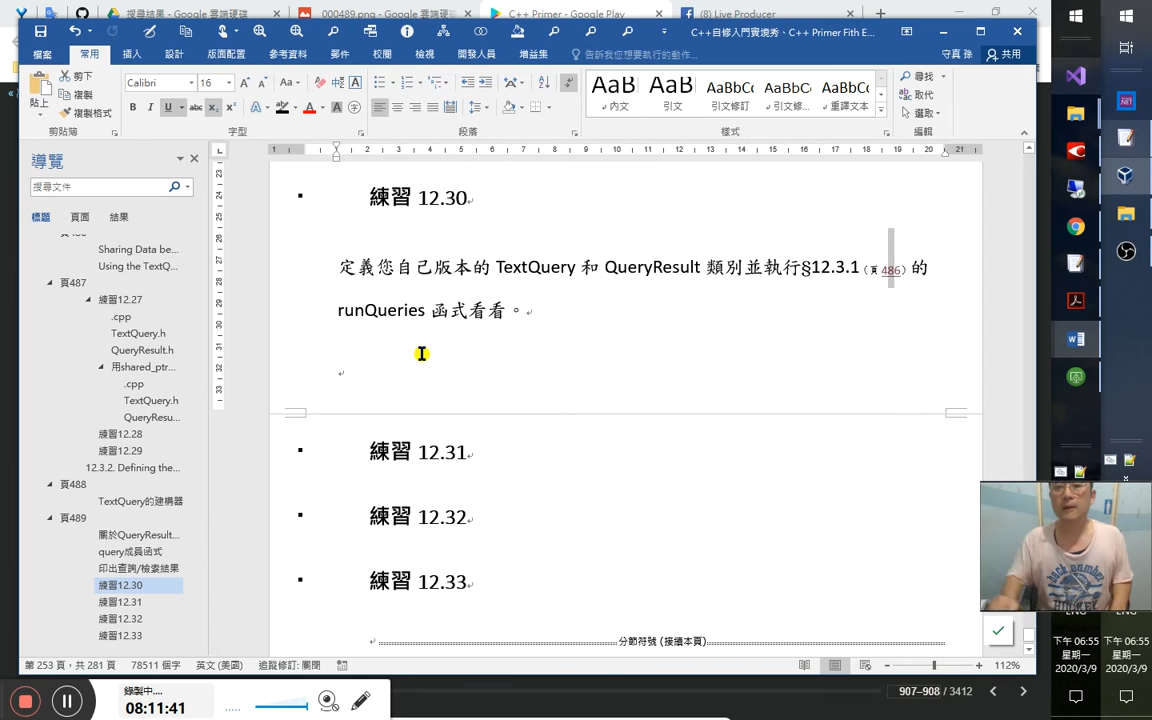 搜尋結果 - Google 雲端硬碟
000489.png - Google 雲端硬碟
C++ Primer - Google Play
(8) Live Producer
C++自修入門實境秀、C++ Primer Fith E...
檔案
常用
插入
設計
版面配置
參考資料
郵件
校閱
檢視
開發人員
增益集
告訴我您想要執行的動作...
守真 孫
共用
貼上
剪下
複製
複製格式
剪貼簿
Calibri
16
字型
段落
AaB
內文
AaB
引文
AaBbCc
引文修訂
AaBbCc
引文修...
AaBbCc
重譯文本
樣式
尋找
取代
選取
編輯
導覽
搜尋文件
標題
頁面
結果
Sharing Data be...
Using the TextQ...
頁487
練習12.27
.cpp
TextQuery.h
QueryResult.h
用shared_ptr...
.cpp
TextQuery.h
QueryResu...
練習12.28
練習12.29
12.3.2. Defining the...
頁488
TextQuery的建構器
頁489
關於QueryResult...
query成員函式
印出查詢/檢索結果
練習12.30
練習12.31
練習12.32
練習12.33
練習 12.30
定義您自己版本的 TextQuery 和 QueryResult 類別並執行§12.3.1（頁 486）的
runQueries 函式看看。
練習 12.31
練習 12.32
練習 12.33
分節符號 (接續本頁)
第 253 頁，共 281 頁
78511 個字
英文 (美國)
追蹤修訂: 關閉
112%
錄製中....
08:11:41
907–908 / 3412
下午 06:55
星期一
2020/3/9
下午 06:55
星期一
2020/3/9